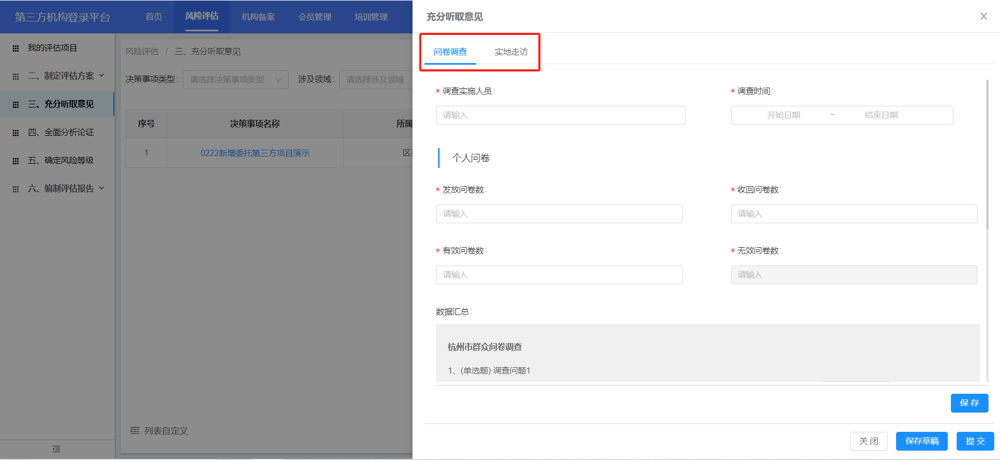 第三方机构登录平台
首页
风险评估
机构备案
会员管理
培训管理
我的评估项目
二、制定评估方案
三、充分听取意见
四、全面分析论证
五、确定风险等级
六、编制评估报告
风险评估 / 三、充分听取意见
决策事项类型: 请选择决策事项类型 涉及领域: 请选择涉及领域
序号 决策事项名称 所属
1 0222新增委托第三方项目演示 区
列表自定义
充分听取意见
问卷调查 实地走访
* 调查实施人员: * 调查时间:
请输入 开始日期 ~ 结束日期
个人问卷
* 发放问卷数: * 收回问卷数:
请输入 请输入
* 有效问卷数: * 无效问卷数:
请输入 请输入
数据汇总:
杭州市群众问卷调查
1、(单选题) 调查问题1
保 存
关 闭 保存草稿 提 交